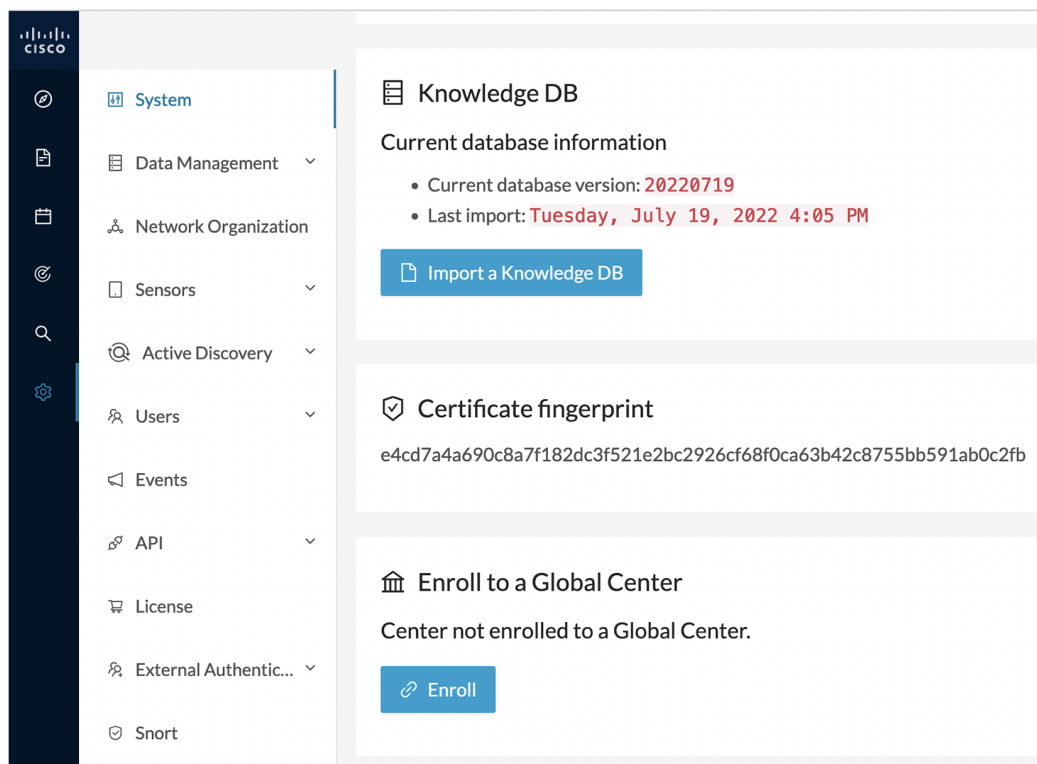 CISCO
System
Data Management
Network Organization
Sensors
Active Discovery
Users
Events
API
License
External Authentic...
Snort
Knowledge DB
Current database information
Current database version: 20220719
Last import: Tuesday, July 19, 2022 4:05 PM
Import a Knowledge DB
Certificate fingerprint
e4cd7a4a690c8a7f182dc3f521e2bc2926cf68f0ca63b42c8755bb591ab0c2fb
Enroll to a Global Center
Center not enrolled to a Global Center.
Enroll